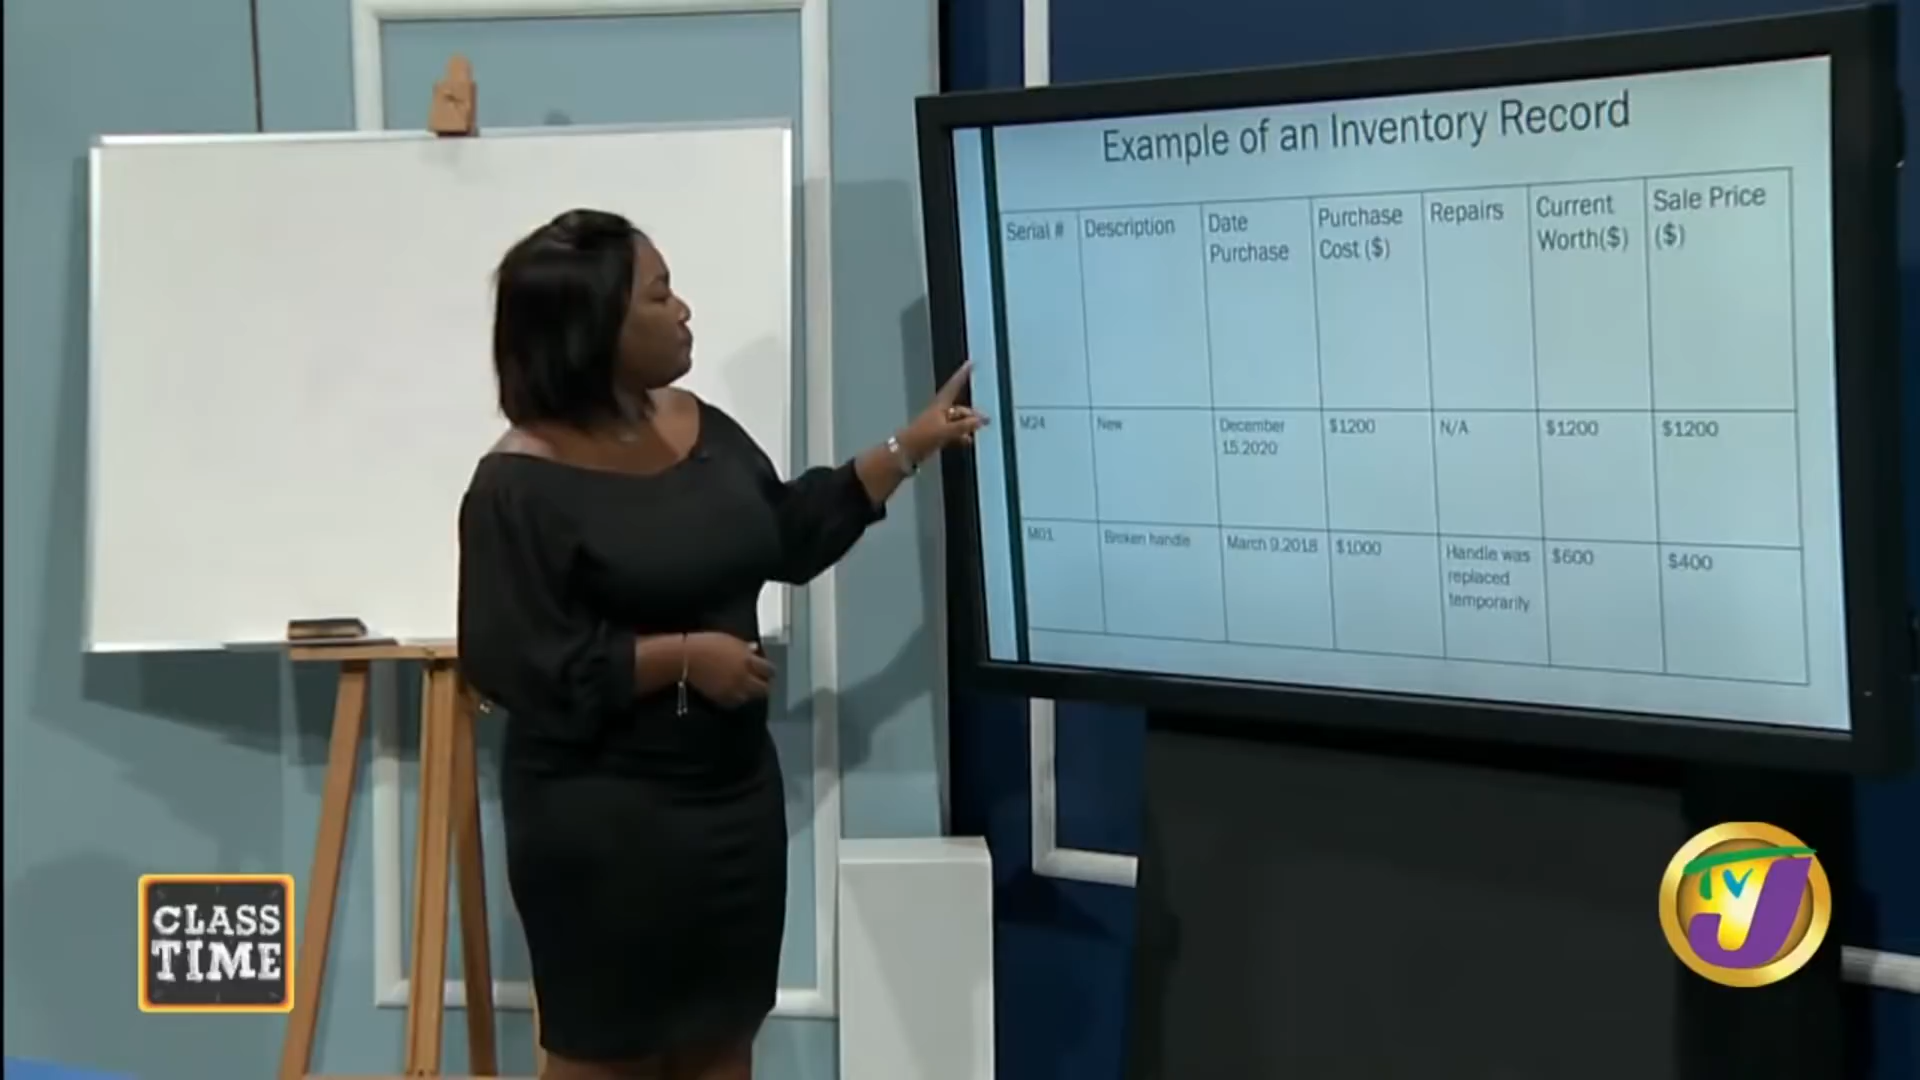 Example of an Inventory Record
Serial #
Description
Date
Purchase
Purchase
Cost ($)
Repairs
Current
Worth($)
Sale Price
($)
M24
New
December
15.2020
$1200
N/A
$1200
$1200
M01
Broken handle
March 9.2018
$1000
Handle was
replaced
temporarily
$600
$400
CLASS
TIME
TVJ